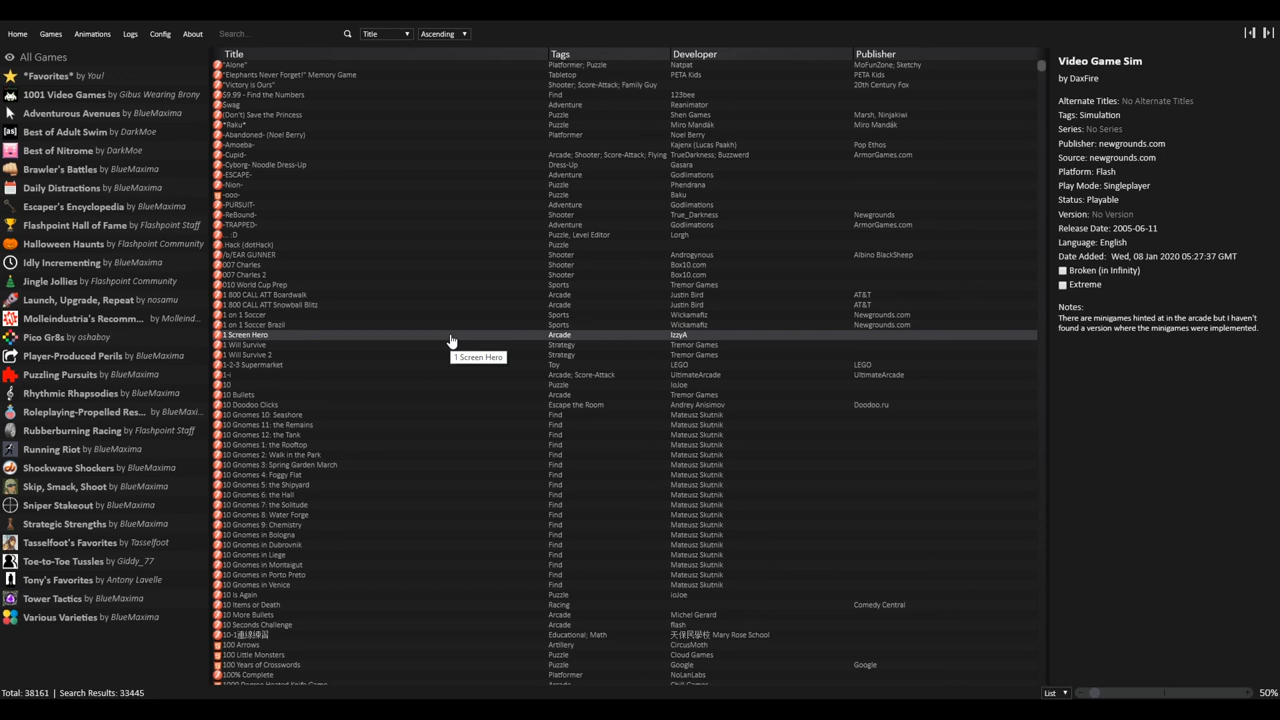 Home Games Animations Logs Config About Search... Title Ascending
All Games
*Favorites* by You!
1001 Video Games by Gibus Wearing Brony
Adventurous Avenues by BlueMaxima
Best of Adult Swim by DarkMoe
Best of Nitrome by DarkMoe
Brawler's Battles by BlueMaxima
Daily Distractions by BlueMaxima
Escaper's Encyclopedia by BlueMaxima
Flashpoint Hall of Fame by Flashpoint Staff
Halloween Haunts by Flashpoint Community
Idly Incrementing by BlueMaxima
Jingle Jollies by Flashpoint Community
Launch, Upgrade, Repeat by nosamu
Molleindustria's Recomm... by Molleind...
Pico Gr8s by oshaboy
Player-Produced Perils by BlueMaxima
Puzzling Pursuits by BlueMaxima
Rhythmic Rhapsodies by BlueMaxima
Roleplaying-Propelled Res... by BlueMaxi...
Rubberburning Racing by Flashpoint Staff
Running Riot by BlueMaxima
Shockwave Shockers by BlueMaxima
Skip, Smack, Shoot by BlueMaxima
Sniper Stakeout by BlueMaxima
Strategic Strengths by BlueMaxima
Tasselfoot's Favorites by Tasselfoot
Toe-to-Toe Tussles by Giddy_77
Tony's Favorites by Antony Lavelle
Tower Tactics by BlueMaxima
Various Varieties by BlueMaxima
Title Tags Developer Publisher
"Alone" Platformer; Puzzle Natpat MoFunZone; Sketchy
"Elephants Never Forget!" Memory Game Tabletop PETA Kids PETA Kids
"Victory is Ours" Shooter; Score-Attack; Family Guy 20th Century Fox
$9.99 - Find the Numbers Find 123bee
$wag Adventure Reanimator
(Don't) Save the Princess Puzzle Shen Games Marsh, Ninjakiwi
*Raku* Puzzle Miro Mandák Miro Mandák
-Abandoned- (Noel Berry) Platformer Noel Berry
-Amoeba- Kajenx (Lucas Paakh) Pop Ethos
-Cupid- Arcade; Shooter; Score-Attack; Flying TrueDarkness; Buzzwerd ArmorGames.com
-Cyborg- Noodle Dress-Up Dress-Up Gasara
-ESCAPE- Adventure Godlimations
-Nion- Puzzle Phendrana
-ooo- Puzzle Baku
-PURSUIT- Adventure Godlimations
-ReBound- Shooter True_Darkness Newgrounds
-TRAPPED- Adventure Godlimations ArmorGames.com
... :D Puzzle, Level Editor Lorgh
.Hack (dotHack) Puzzle
/b/EAR GUNNER Shooter Androgynous Albino BlackSheep
007 Charles Shooter Box10.com
007 Charles 2 Shooter Box10.com
010 World Cup Prep Sports Tremor Games
1 800 CALL ATT Boardwalk Arcade Justin Bird AT&T
1 800 CALL ATT Snowball Blitz Arcade Justin Bird AT&T
1 on 1 Soccer Sports Wickamafiz Newgrounds.com
1 on 1 Soccer Brazil Sports Wickamafiz Newgrounds.com
1 Screen Hero Arcade IzzyA
1 Will Survive Strategy Tremor Games
1 Will Survive 2 Strategy Tremor Games
1 Screen Hero
1-2-3 Supermarket Toy LEGO LEGO
1-i Arcade; Score-Attack UltimateArcade UltimateArcade
10 Puzzle IoJoe
10 Bullets Arcade Tremor Games
10 Doodoo Clicks Escape the Room Andrey Anisimov Doodoo.ru
10 Gnomes 10: Seashore Find Mateusz Skutnik
10 Gnomes 11: the Remains Find Mateusz Skutnik
10 Gnomes 12: the Tank Find Mateusz Skutnik
10 Gnomes 1: the Rooftop Find Mateusz Skutnik
10 Gnomes 2: Walk in the Park Find Mateusz Skutnik
10 Gnomes 3: Spring Garden March Find Mateusz Skutnik
10 Gnomes 4: Foggy Flat Find Mateusz Skutnik
10 Gnomes 5: the Shipyard Find Mateusz Skutnik
10 Gnomes 6: the Hall Find Mateusz Skutnik
10 Gnomes 7: the Solitude Find Mateusz Skutnik
10 Gnomes 8: Water Forge Find Mateusz Skutnik
10 Gnomes 9: Chemistry Find Mateusz Skutnik
10 Gnomes in Bologna Find Mateusz Skutnik
10 Gnomes in Dubrovnik Find Mateusz Skutnik
10 Gnomes in Liege Find Mateusz Skutnik
10 Gnomes in Montaigut Find Mateusz Skutnik
10 Gnomes in Porto Preto Find Mateusz Skutnik
10 Gnomes in Venice Find Mateusz Skutnik
10 Is Again Puzzle ioJoe
10 Items or Death Racing Comedy Central
10 More Bullets Arcade Michel Gerard
10 Seconds Challenge Arcade flash
10-1連線練習 Educational; Math 天保民學校 Mary Rose School
100 Arrows Artillery CircusMoth
100 Little Monsters Puzzle Cloud Games
100 Years of Crosswords Puzzle Google Google
100% Complete Platformer NoLanLabs
Video Game Sim
by DaxFire
Alternate Titles: No Alternate Titles
Tags: Simulation
Series: No Series
Publisher: newgrounds.com
Source: newgrounds.com
Platform: Flash
Play Mode: Singleplayer
Status: Playable
Version: No Version
Release Date: 2005-06-11
Language: English
Date Added: Wed, 08 Jan 2020 05:27:37 GMT
Broken (in Infinity)
Extreme
Notes:
There are minigames hinted at in the arcade but I haven't
found a version where the minigames were implemented.
Total: 38161 | Search Results: 33445 List 50%